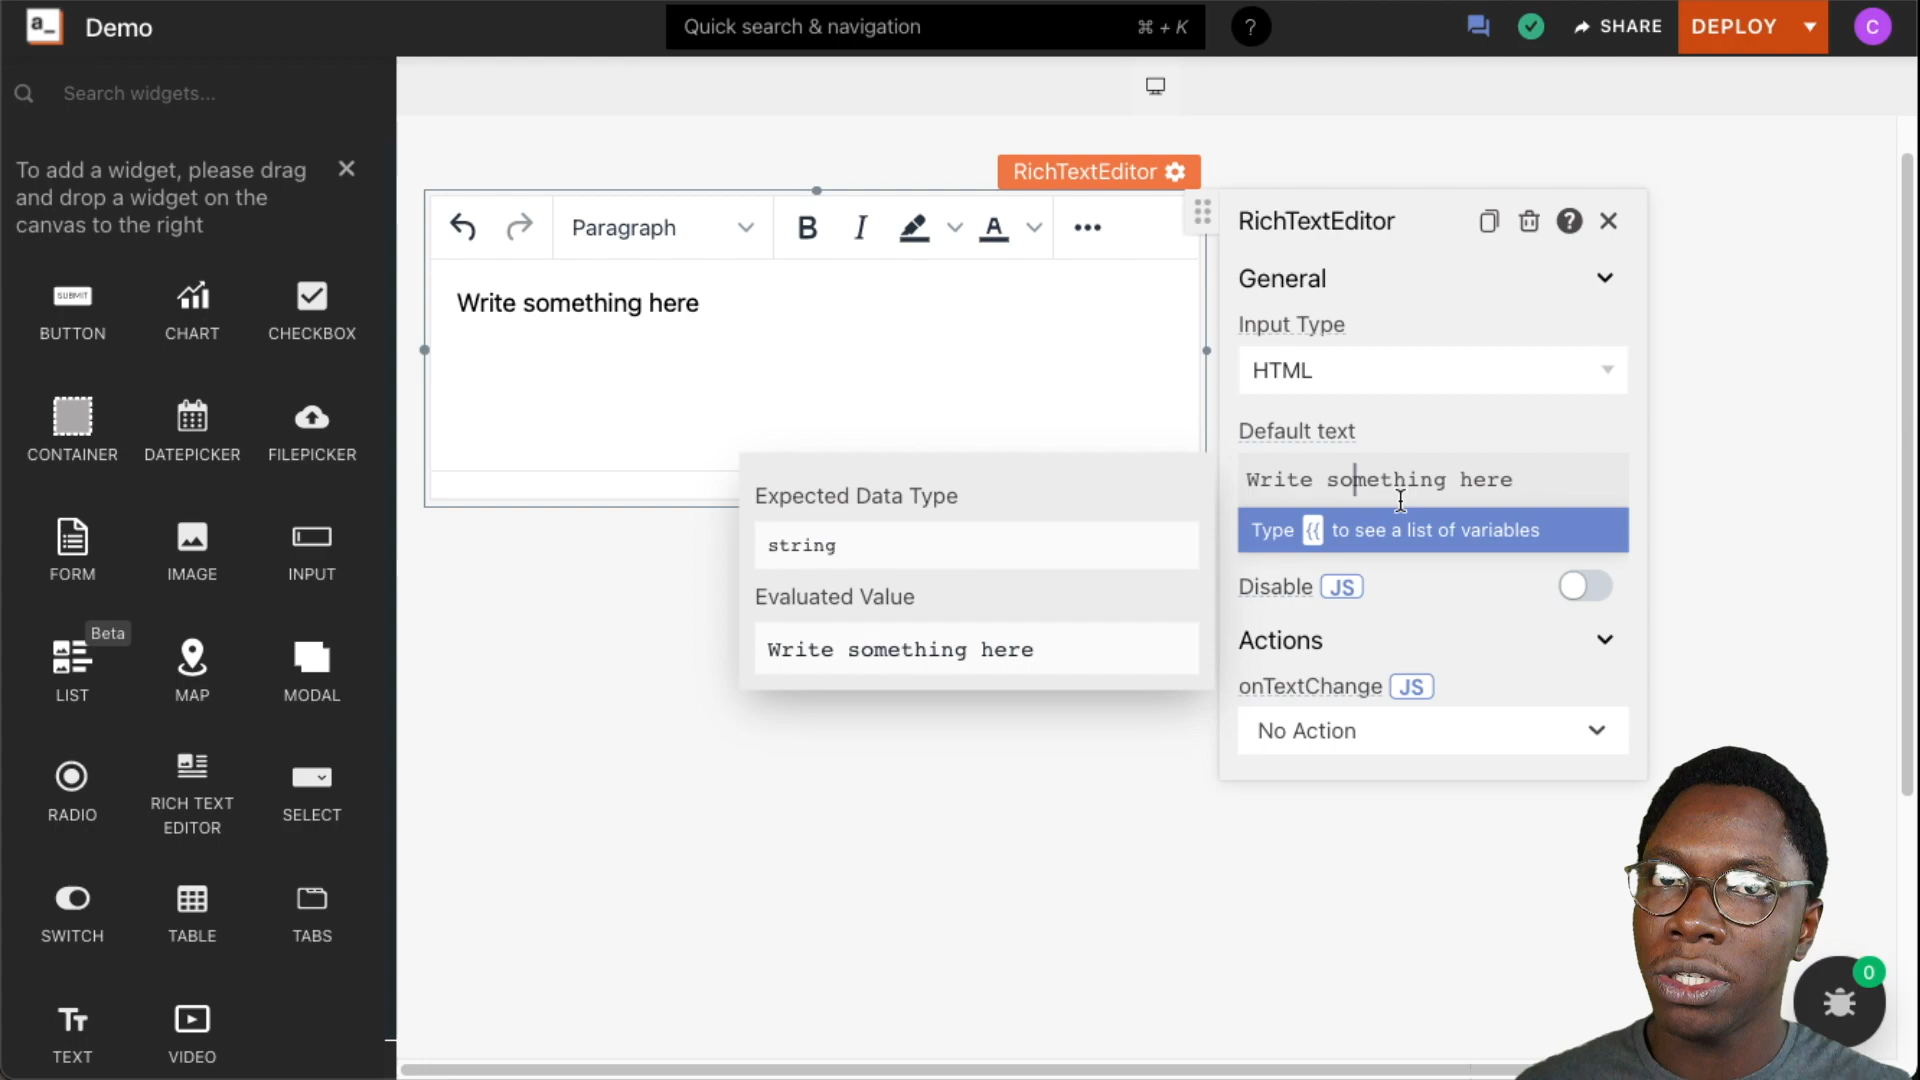 a_
Demo
Quick search & navigation
⌘ + K
?
SHARE
DEPLOY
C
Search widgets...
To add a widget, please drag
and drop a widget on the
canvas to the right
SUBMIT
BUTTON
CHART
CHECKBOX
CONTAINER
DATEPICKER
FILEPICKER
FORM
IMAGE
INPUT
Beta
LIST
MAP
MODAL
RADIO
RICH TEXT
EDITOR
SELECT
SWITCH
TABLE
TABS
Tт
TEXT
VIDEO
RichTextEditor
Paragraph
B
I
A
Write something here
Expected Data Type
string
Evaluated Value
Write something here
RichTextEditor
?
General
Input Type
HTML
Default text
Write something here
Type {{ to see a list of variables
Disable JS
Actions
onTextChange JS
No Action
0